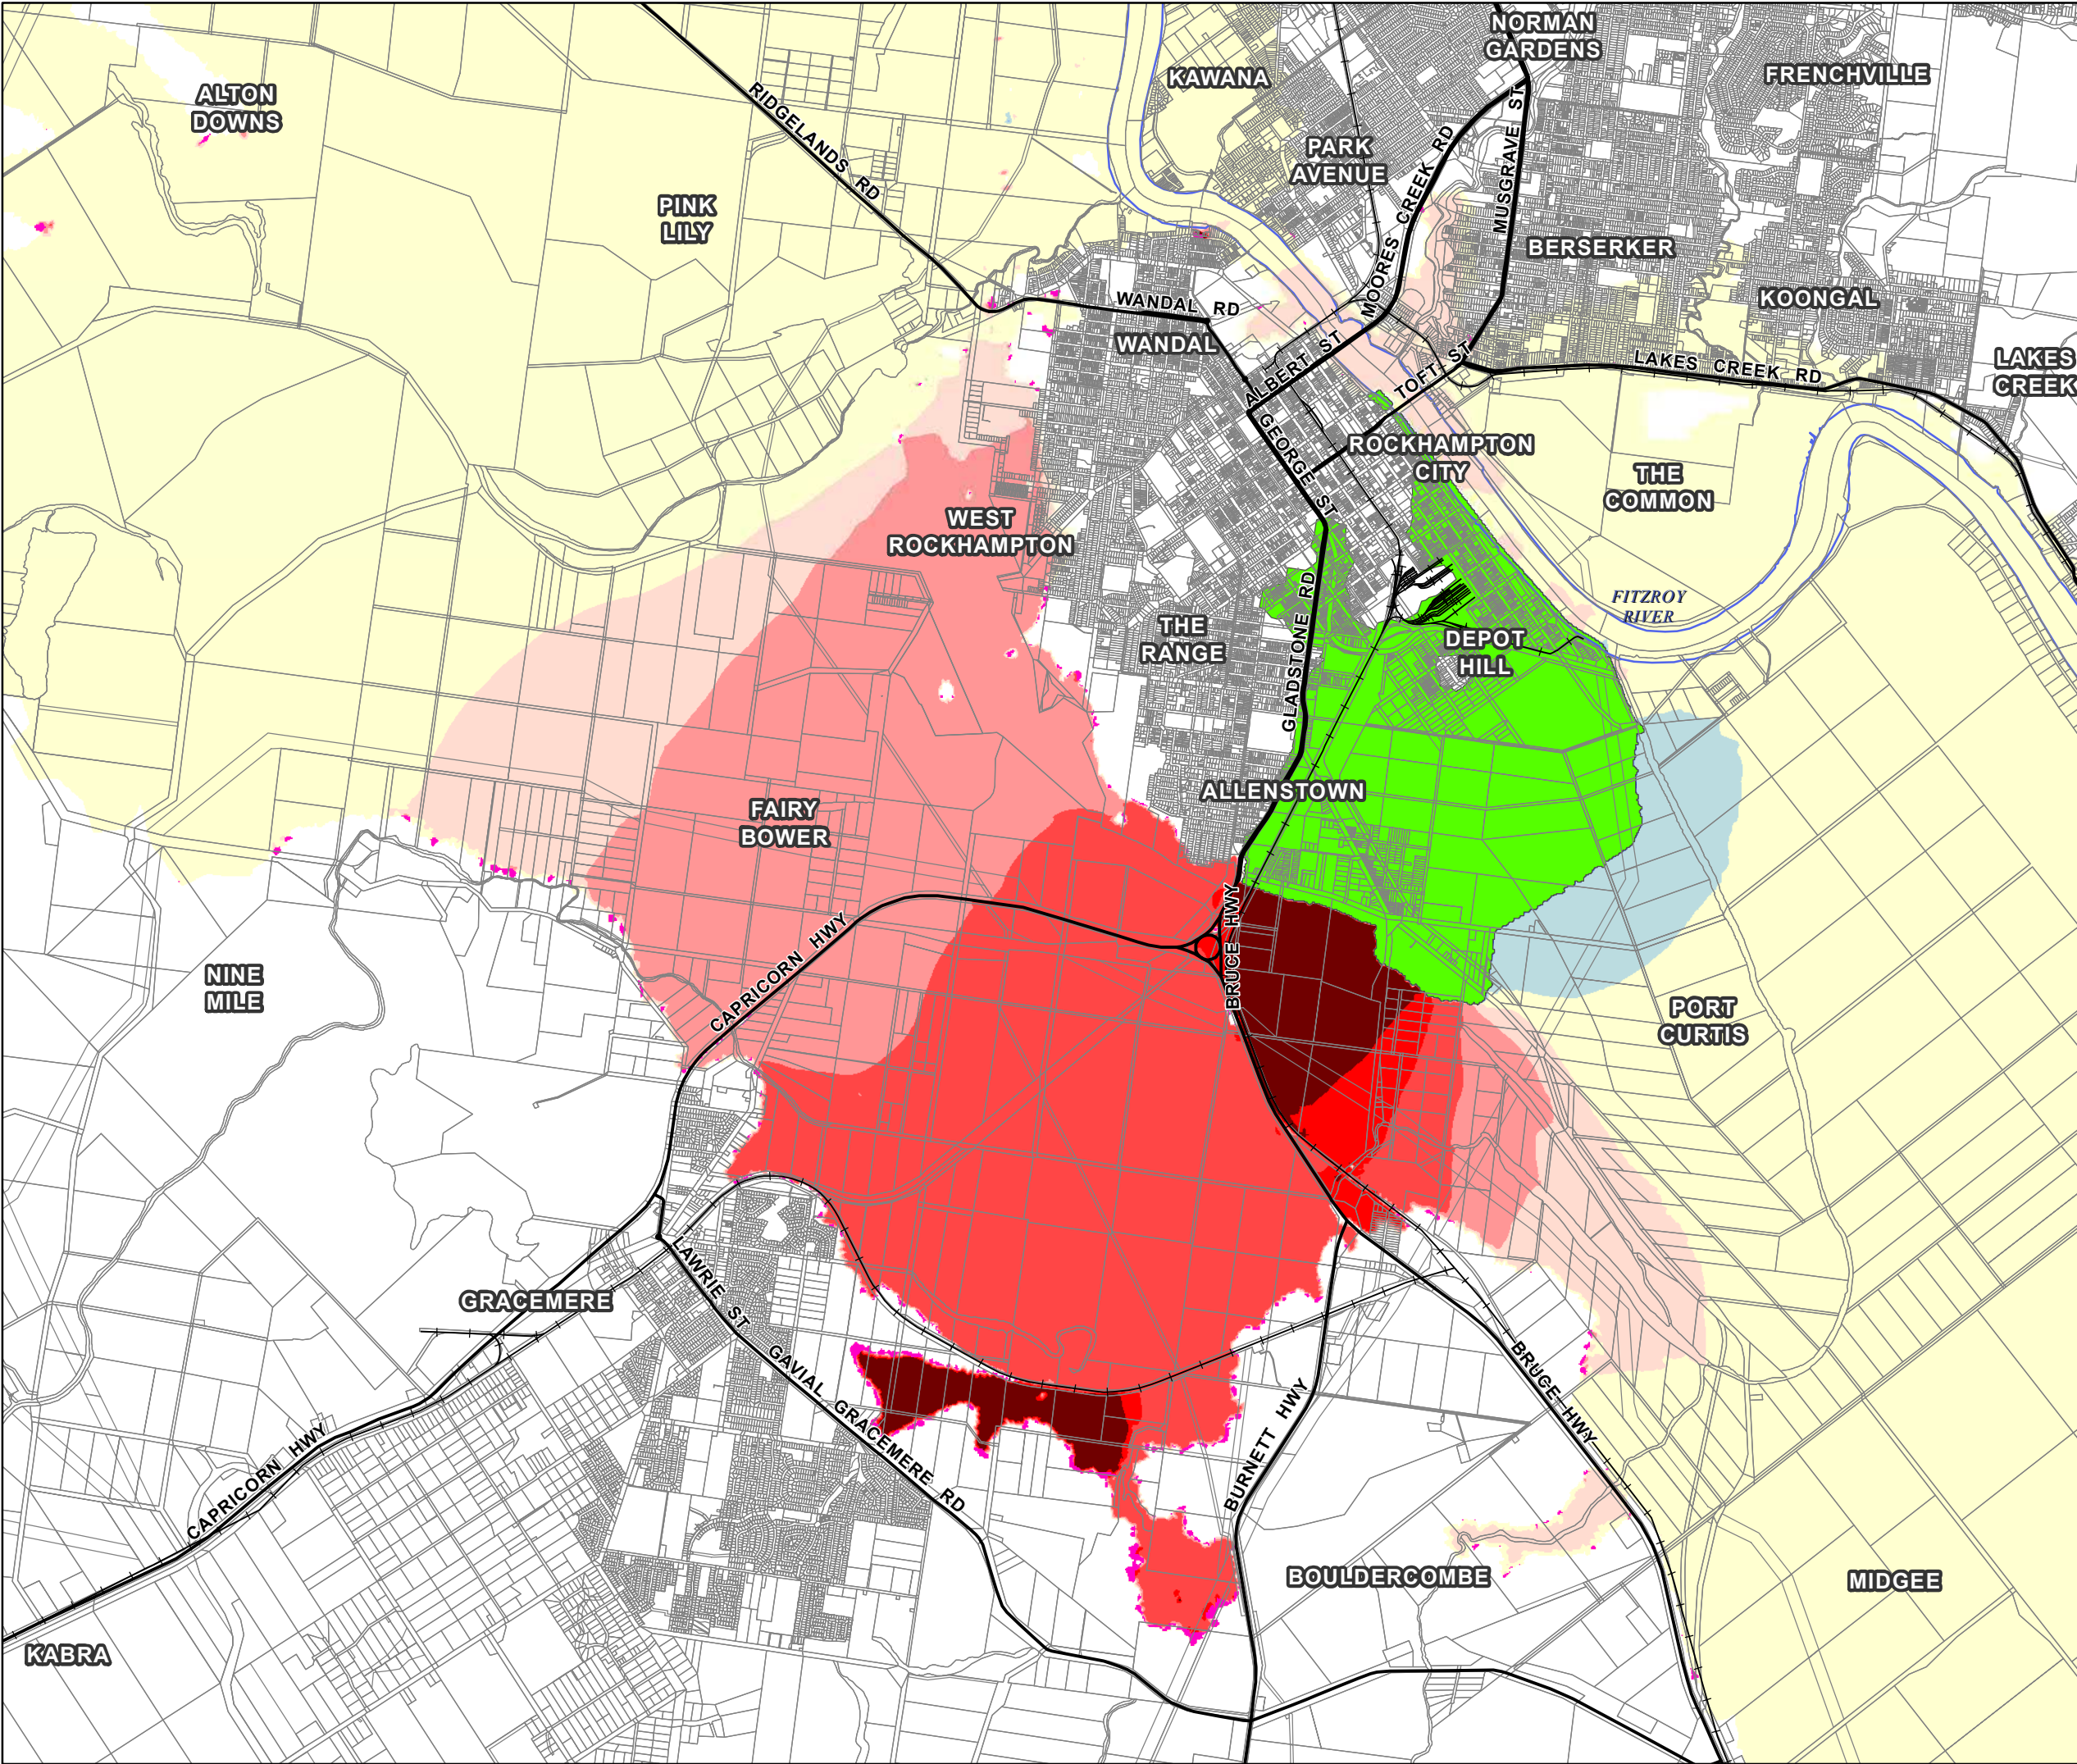 NORMAN
GARDENS
KAWANA
FRENCHVILLE
ALTON
DOWNS
RIDGELANDS RD
PARK
AVENUE
MOORES CREEK RD
MUSGRAVE ST
PINK
LILY
BERSERKER
KOONGAL
WANDAL RD
WANDAL
ALBERT ST
TOFT ST
LAKES CREEK RD
LAKES
CREEK
GEORGE ST
ROCKHAMPTON
CITY
THE
COMMON
WEST
ROCKHAMPTON
FITZROY
RIVER
THE
RANGE
GLADSTONE RD
DEPOT
HILL
ALLENSTOWN
FAIRY
BOWER
CAPRICORN HWY
BRUCE HWY
NINE
MILE
PORT
CURTIS
LAWRIE ST
GRACEMERE
GAVIAL GRACEMERE RD
BURNETT HWY
BRUCE HWY
CAPRICORN HWY
BOULDERCOMBE
MIDGEE
KABRA